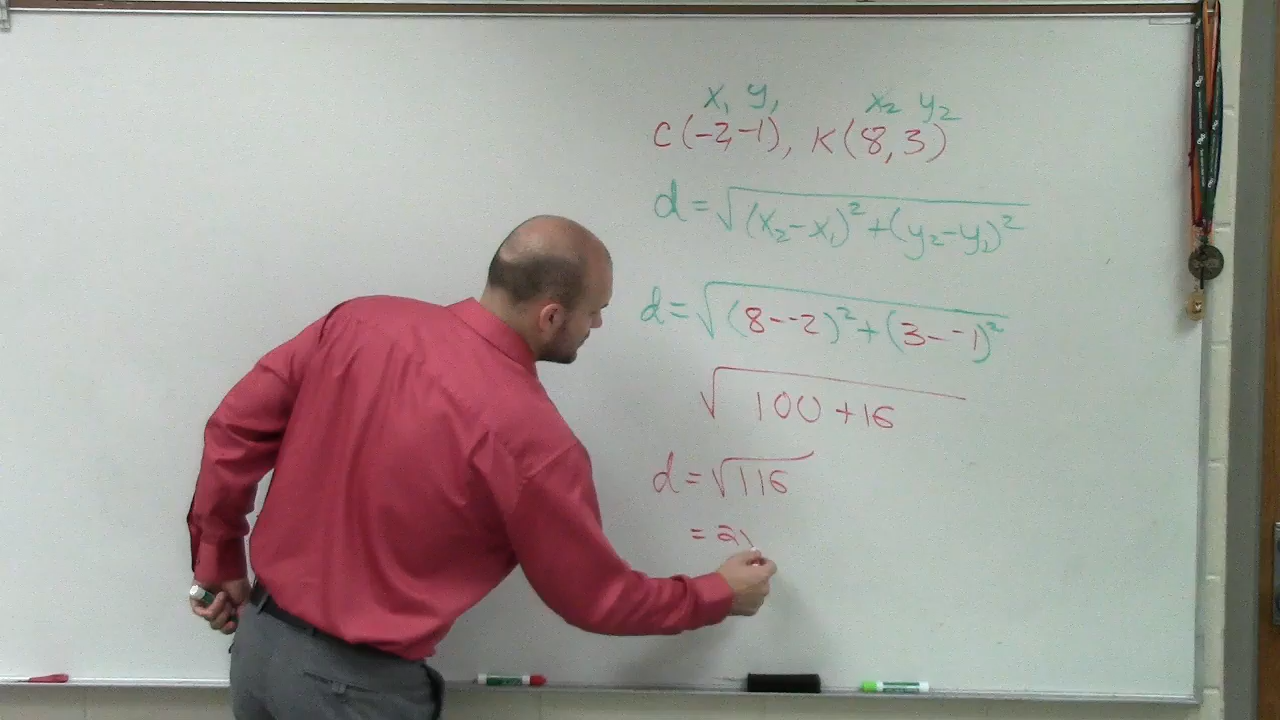 x₁ y₁ x₂ y₂
C(-2,-1), K(8,3)
d=√(x₂-x₁)²+(y₂-y₁)²
d=√(8--2)²+(3--1)²
√100+16
d=√116
=2√